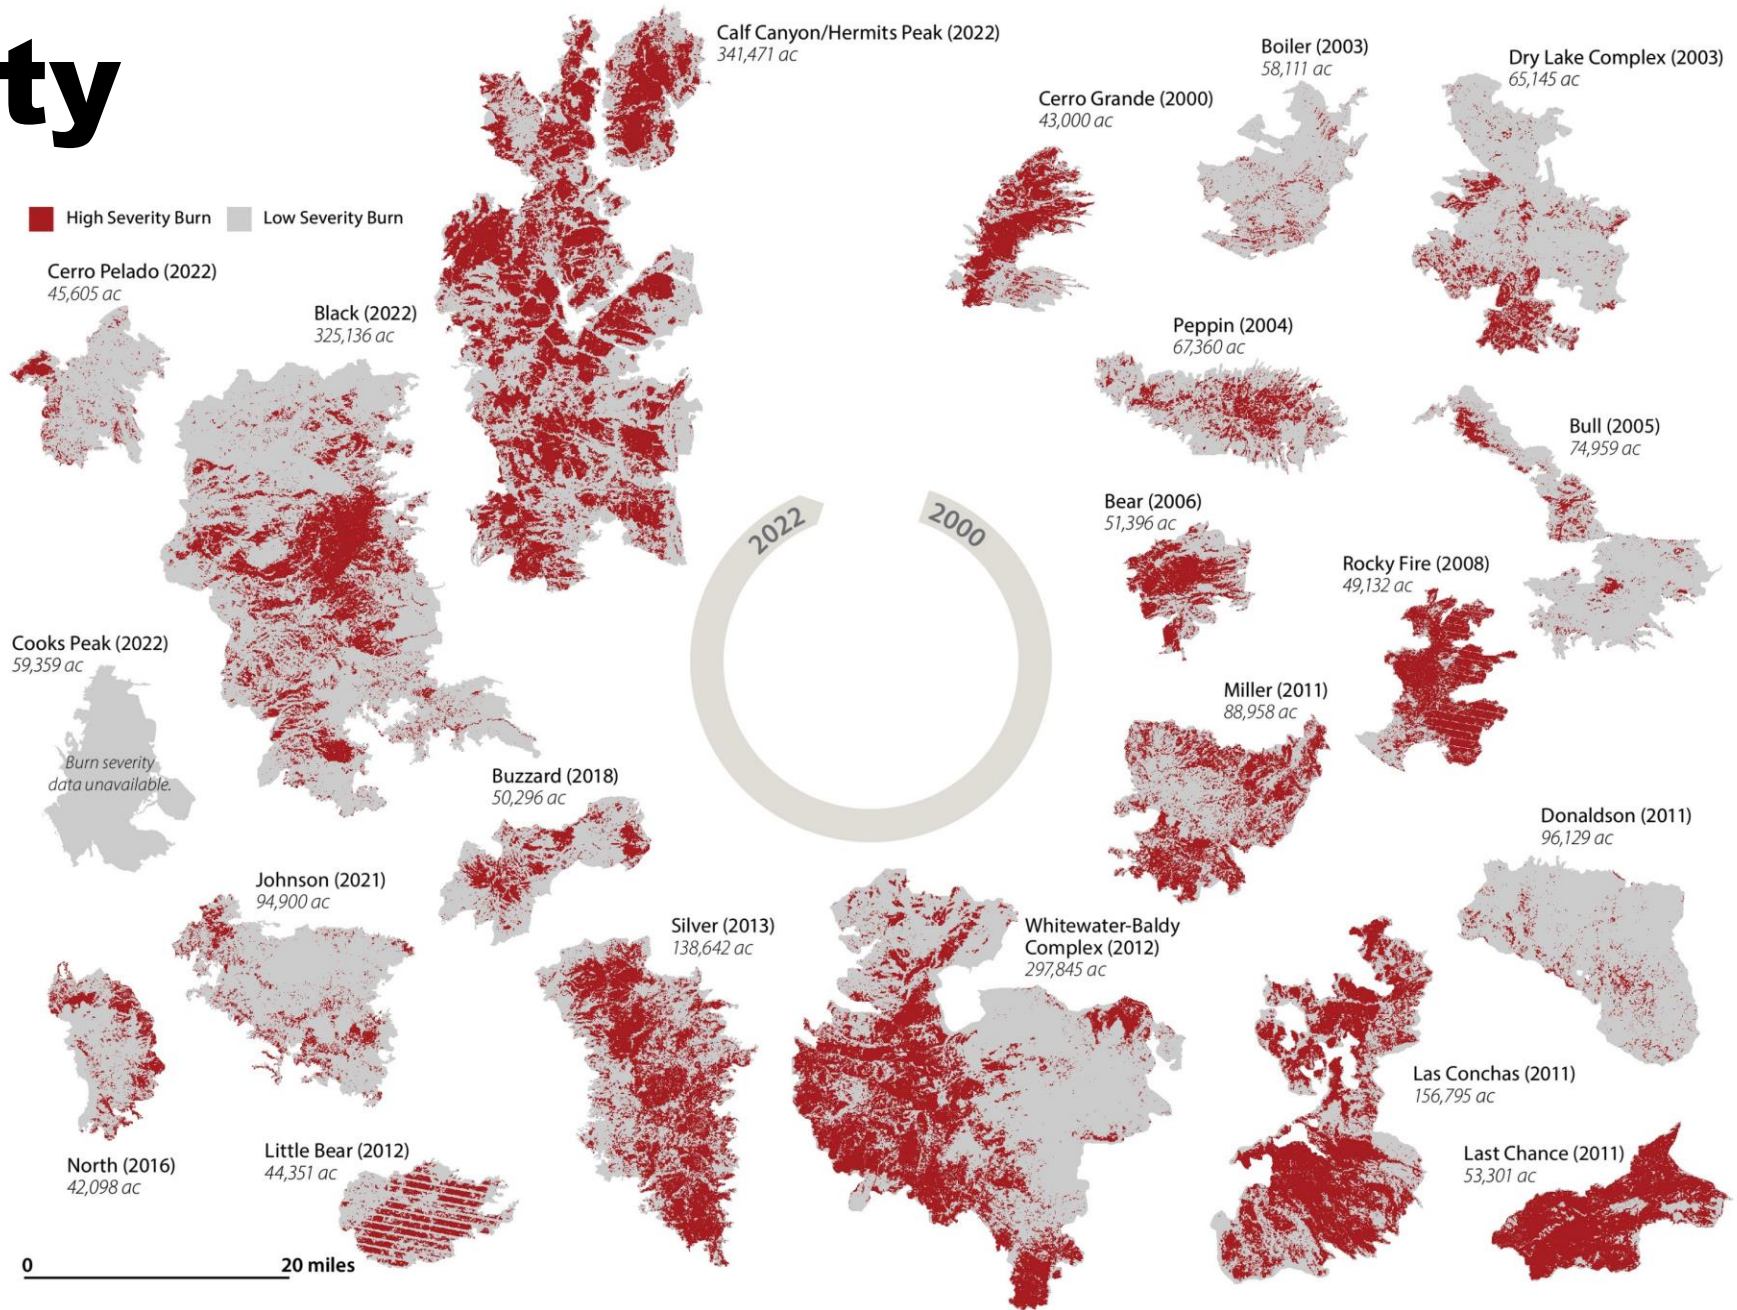 ty
High Severity Burn
Low Severity Burn
Calf Canyon/Hermits Peak (2022)
341,471 ac
Cerro Grande (2000)
43,000 ac
Boiler (2003)
58,111 ac
Dry Lake Complex (2003)
65,145 ac
Cerro Pelado (2022)
45,605 ac
Black (2022)
325,136 ac
Peppin (2004)
67,360 ac
Bull (2005)
74,959 ac
Bear (2006)
51,396 ac
2022
2000
Rocky Fire (2008)
49,132 ac
Cooks Peak (2022)
59,359 ac
Burn severity
data unavailable.
Miller (2011)
88,958 ac
Buzzard (2018)
50,296 ac
Donaldson (2011)
96,129 ac
Johnson (2021)
94,900 ac
Silver (2013)
138,642 ac
Whitewater-Baldy
Complex (2012)
297,845 ac
Las Conchas (2011)
156,795 ac
North (2016)
42,098 ac
Little Bear (2012)
44,351 ac
Last Chance (2011)
53,301 ac
0
20 miles